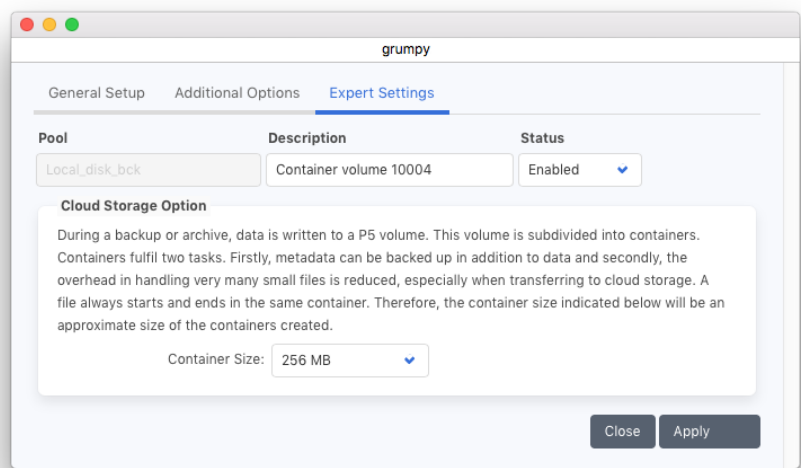 grumpy
General Setup Additional Options Expert Settings
Pool Description Status
Local_disk_bck Container volume 10004 Enabled
Cloud Storage Option
During a backup or archive, data is written to a P5 volume. This volume is subdivided into containers.
Containers fulfil two tasks. Firstly, metadata can be backed up in addition to data and secondly, the
overhead in handling very many small files is reduced, especially when transferring to cloud storage. A
file always starts and ends in the same container. Therefore, the container size indicated below will be an
approximate size of the containers created.
Container Size: 256 MB
Close Apply